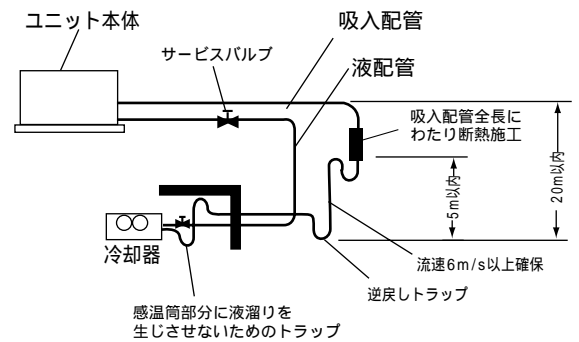 ユニット本体
吸入配管
サービスバルブ
液配管
吸入配管全長に
わたり断熱施工
20m以内
5m以内
冷却器
流速6m/s以上確保
逆戻しトラップ
感温筒部分に液溜りを
生じさせないためのトラップ